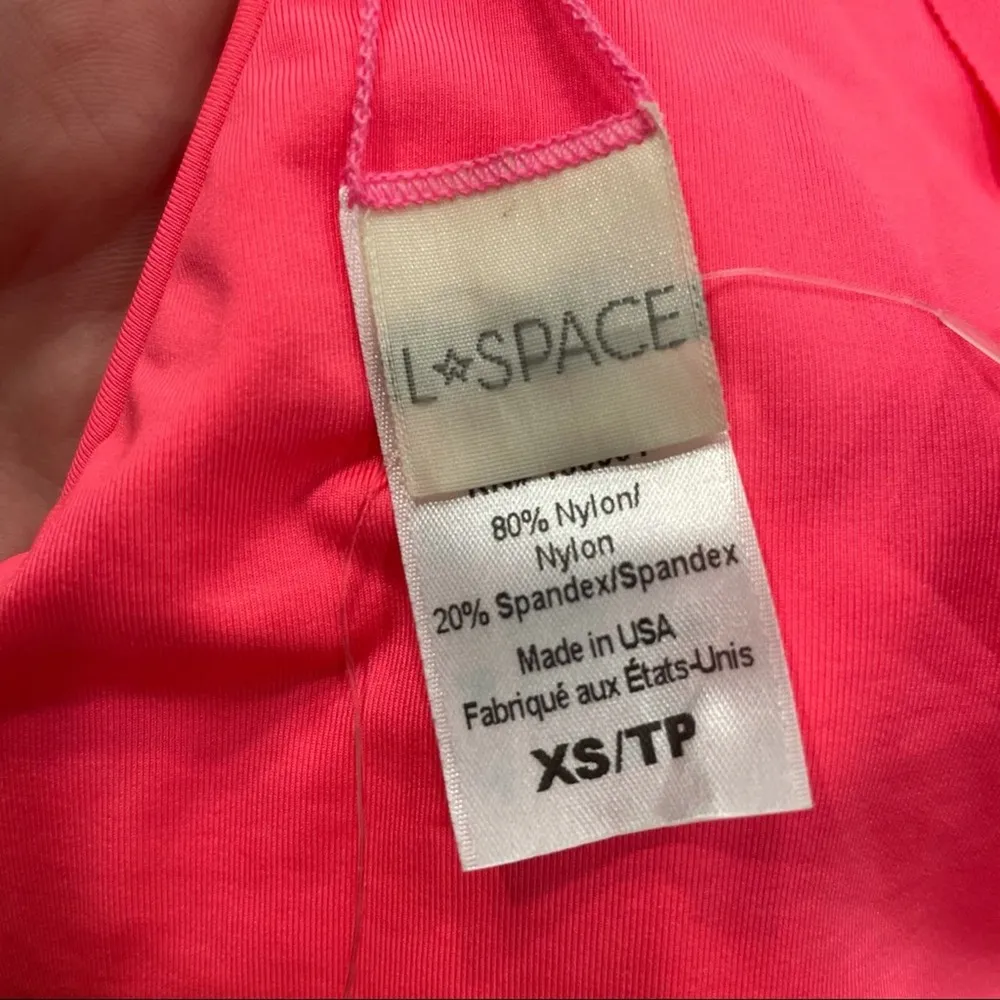 L☆SPACE
80% Nylon/
Nylon
20% Spandex/Spandex
Made in USA
Fabriqué aux États-Unis
XS/TP